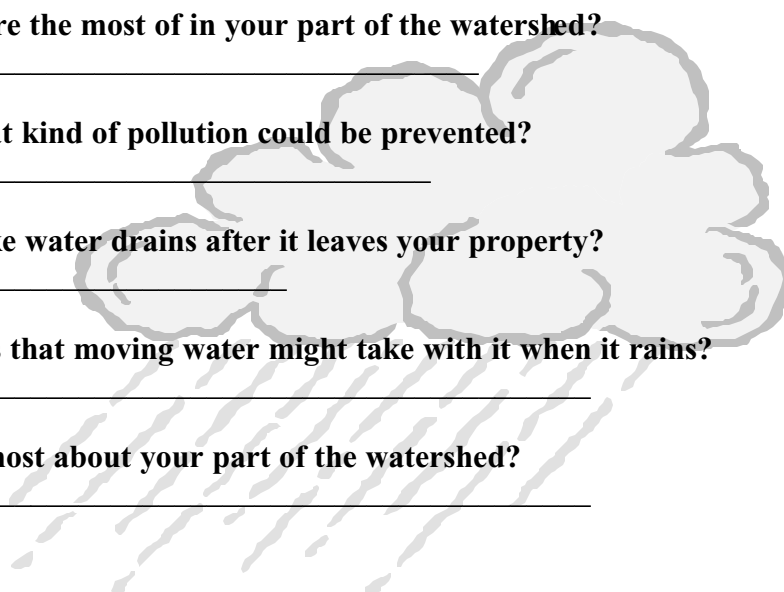 re the most of in your part of the watershed?
t kind of pollution could be prevented?
e water drains after it leaves your property?
that moving water might take with it when it rains?
ost about your part of the watershed?